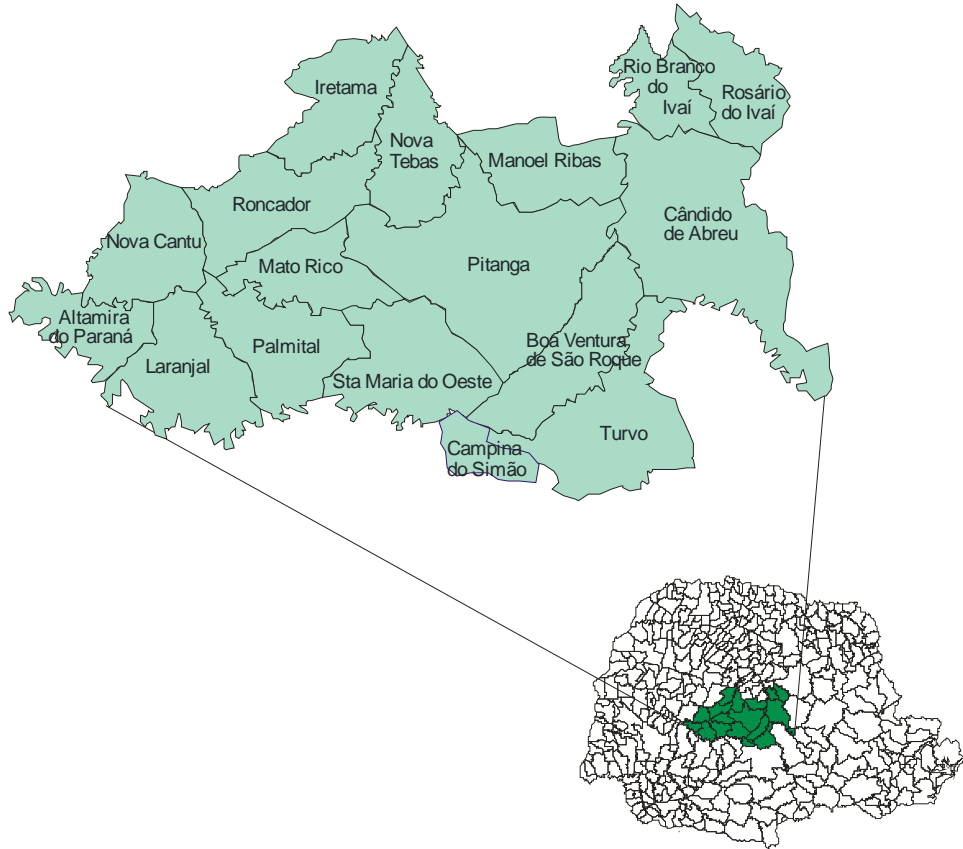 Iretama
Rio Branco
do
Ivaí
Rosário
do Ivaí
Nova
Tebas
Manoel Ribas
Roncador
Cândido
de Abreu
Nova Cantu
Mato Rico
Pitanga
Altamira
do Paraná
Laranjal
Palmital
Boa Ventura
de São Roque
Sta Maria do Oeste
Turvo
Campina
do Simão